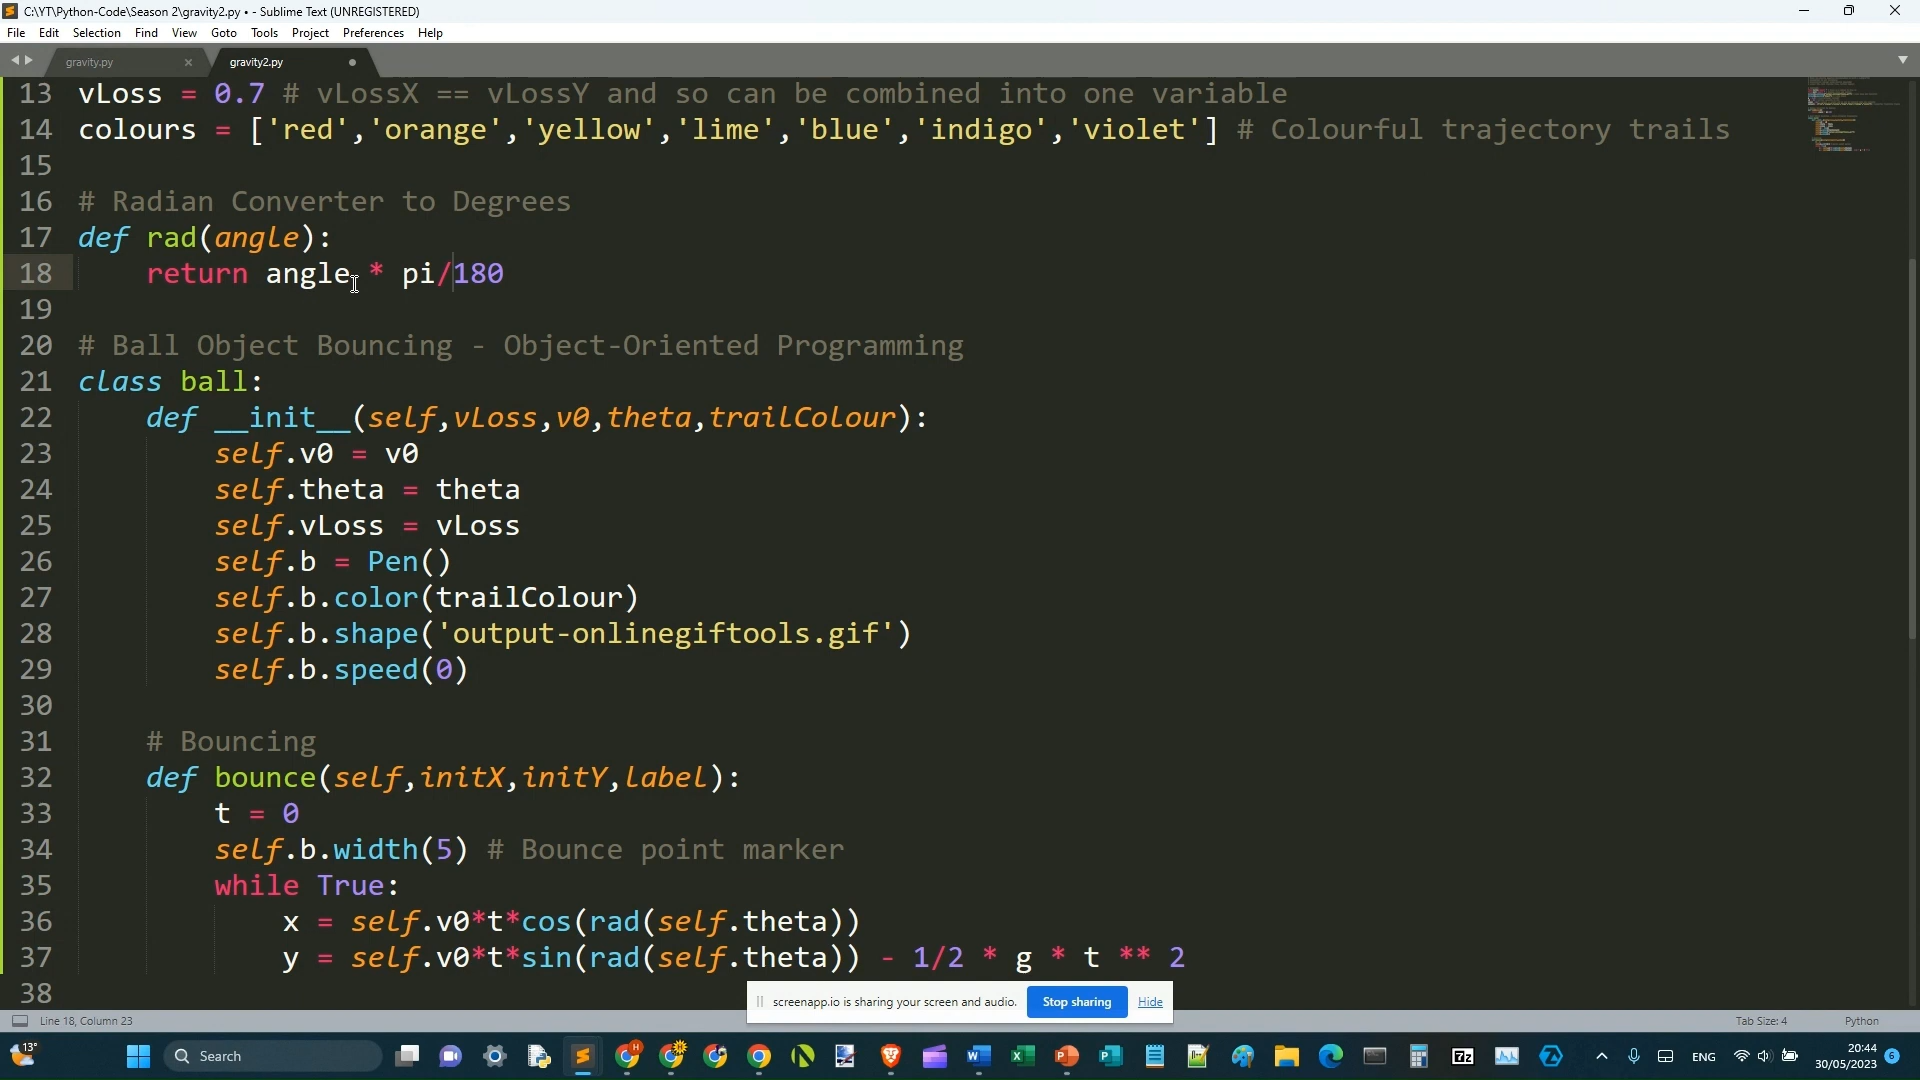 C:\YT\Python-Code\Season 2\gravity2.py • - Sublime Text (UNREGISTERED)
File Edit Selection Find View Goto Tools Project Preferences Help
gravity.py gravity2.py
13 vLoss = 0.7 # vLossX == vLossY and so can be combined into one variable
14 colours = ['red','orange','yellow','lime','blue','indigo','violet'] # Colourful trajectory trails
15
16 # Radian Converter to Degrees
17 def rad(angle):
18 return angle * pi/180
19
20 # Ball Object Bouncing - Object-Oriented Programming
21 class ball:
22 def __init__(self,vLoss,v0,theta,trailColour):
23 self.v0 = v0
24 self.theta = theta
25 self.vLoss = vLoss
26 self.b = Pen()
27 self.b.color(trailColour)
28 self.b.shape('output-onlinegiftools.gif')
29 self.b.speed(0)
30
31 # Bouncing
32 def bounce(self,initX,initY,label):
33 t = 0
34 self.b.width(5) # Bounce point marker
35 while True:
36 x = self.v0*t*cos(rad(self.theta))
37 y = self.v0*t*sin(rad(self.theta)) - 1/2 * g * t ** 2
38
screenapp.io is sharing your screen and audio. Stop sharing Hide
Line 18, Column 23 Tab Size: 4 Python
13° Search ENG 20:44
30/05/2023 6